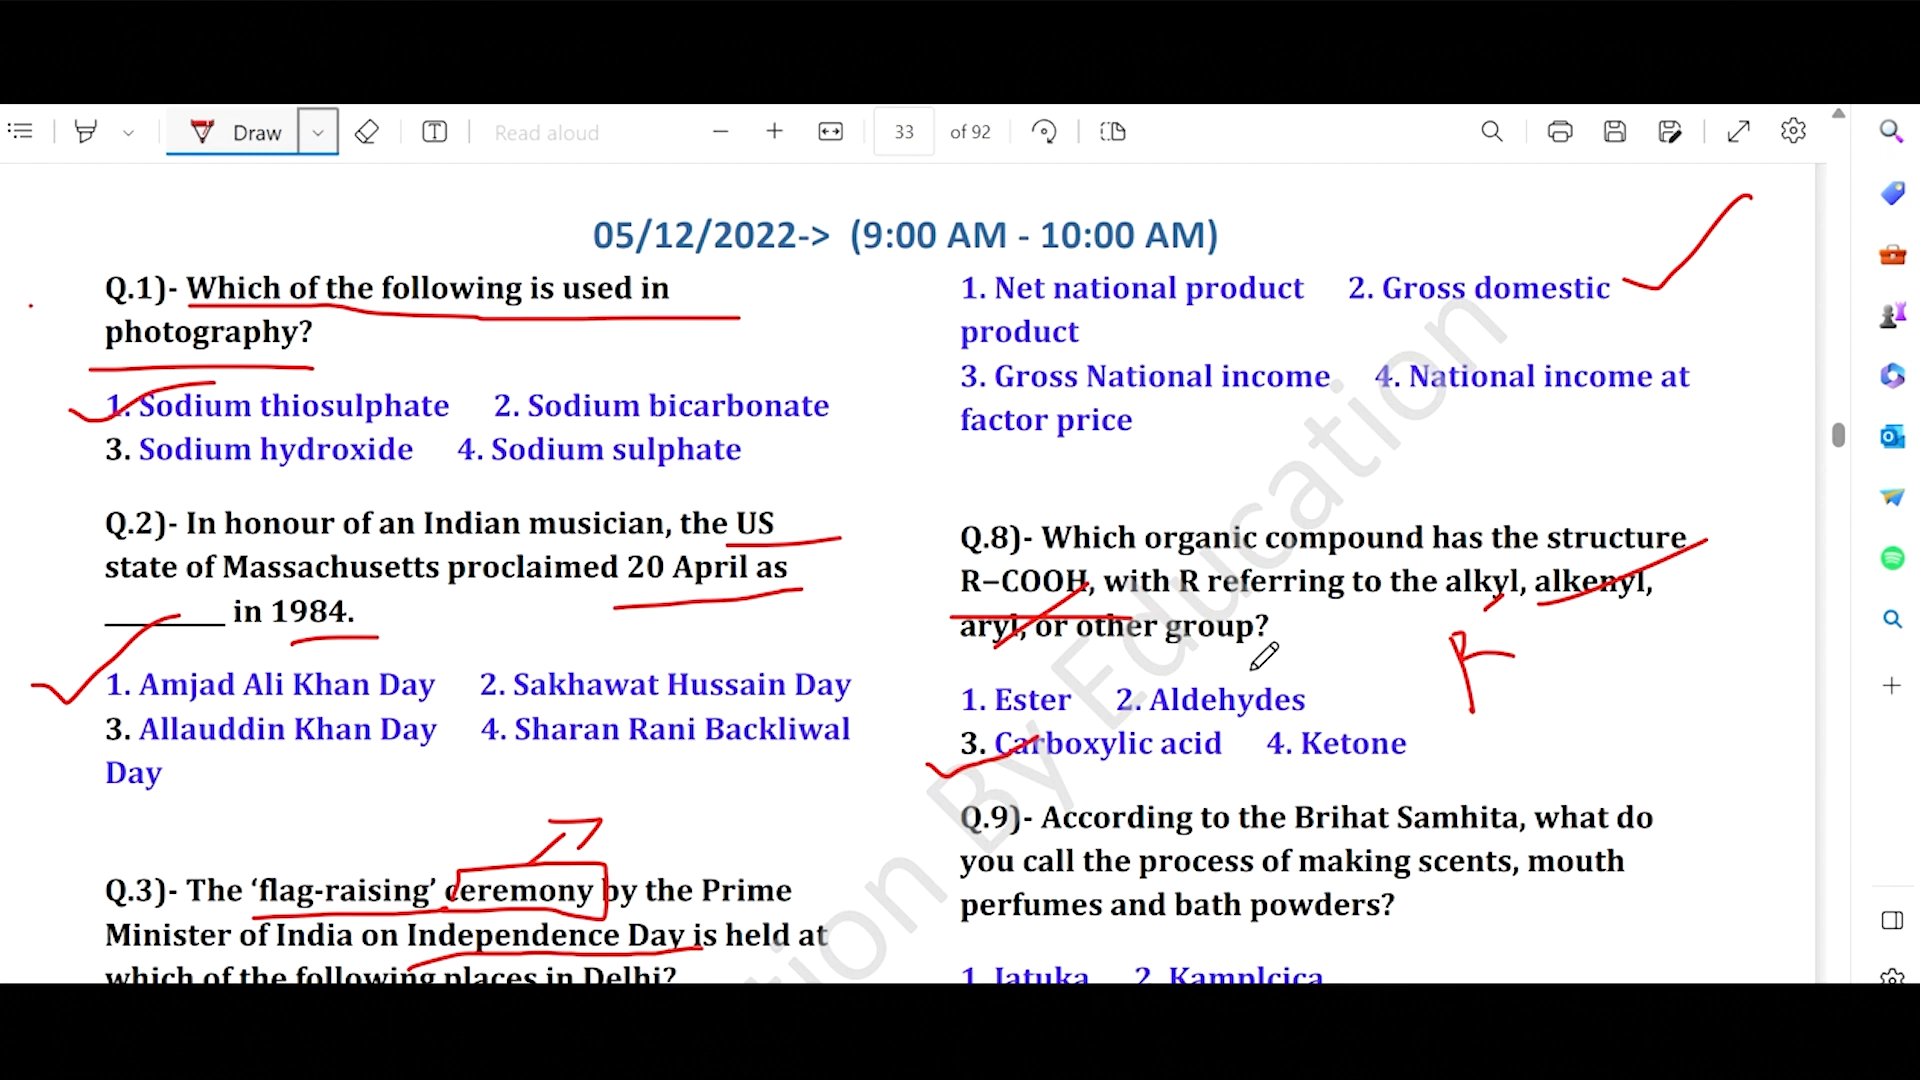 Draw
Read aloud
33 of 92
05/12/2022-> (9:00 AM - 10:00 AM)
Q.1)- Which of the following is used in
photography?
1. Sodium thiosulphate 2. Sodium bicarbonate
3. Sodium hydroxide 4. Sodium sulphate
Q.2)- In honour of an Indian musician, the US
state of Massachusetts proclaimed 20 April as
________ in 1984.
1. Amjad Ali Khan Day 2. Sakhawat Hussain Day
3. Allauddin Khan Day 4. Sharan Rani Backliwal
Day
Q.3)- The ‘flag-raising’ ceremony by the Prime
Minister of India on Independence Day is held at
which of the following places in Delhi?
1. Net national product 2. Gross domestic
product
3. Gross National income 4. National income at
factor price
Q.8)- Which organic compound has the structure
R−COOH, with R referring to the alkyl, alkenyl,
aryl, or other group?
R
1. Ester 2. Aldehydes
3. Carboxylic acid 4. Ketone
Q.9)- According to the Brihat Samhita, what do
you call the process of making scents, mouth
perfumes and bath powders?
1. Jatuka 2. Kamplcica
tion By Education